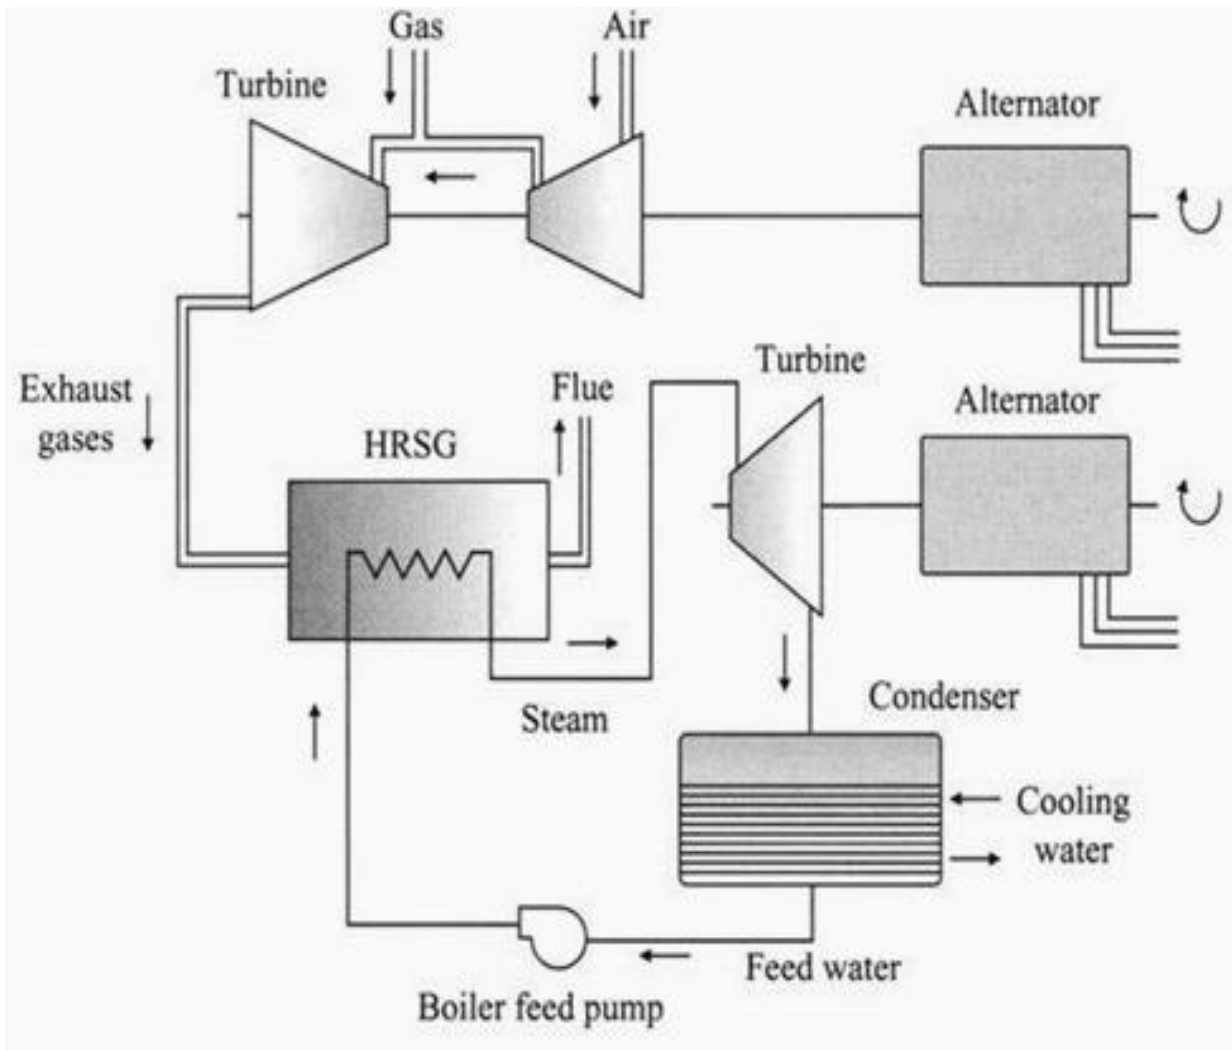 Gas
Air
Turbine
Alternator
Exhaust
gases
HRSG
Flue
Turbine
Alternator
Steam
Condenser
Cooling
water
Feed water
Boiler feed pump